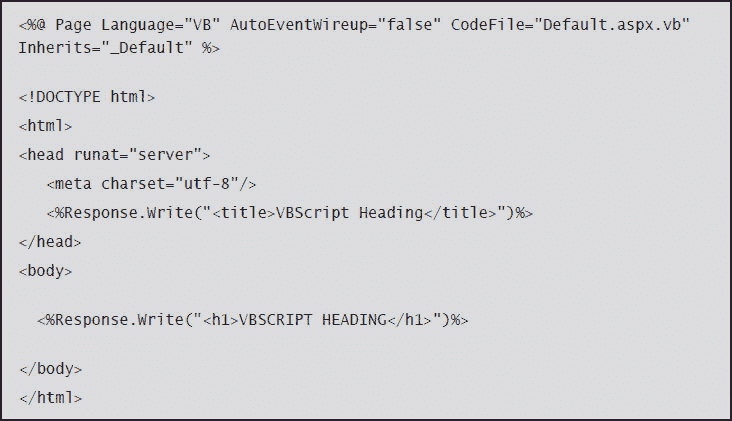 <%@ Page Language="VB" AutoEventWireup="false" CodeFile="Default.aspx.vb"
Inherits="_Default" %>
<!DOCTYPE html>
<html>
<head runat="server">
<meta charset="utf-8"/>
<%Response.Write("<title>VBScript Heading</title>")%>
</head>
<body>
<%Response.Write("<h1>VBSCRIPT HEADING</h1>")%>
</body>
</html>